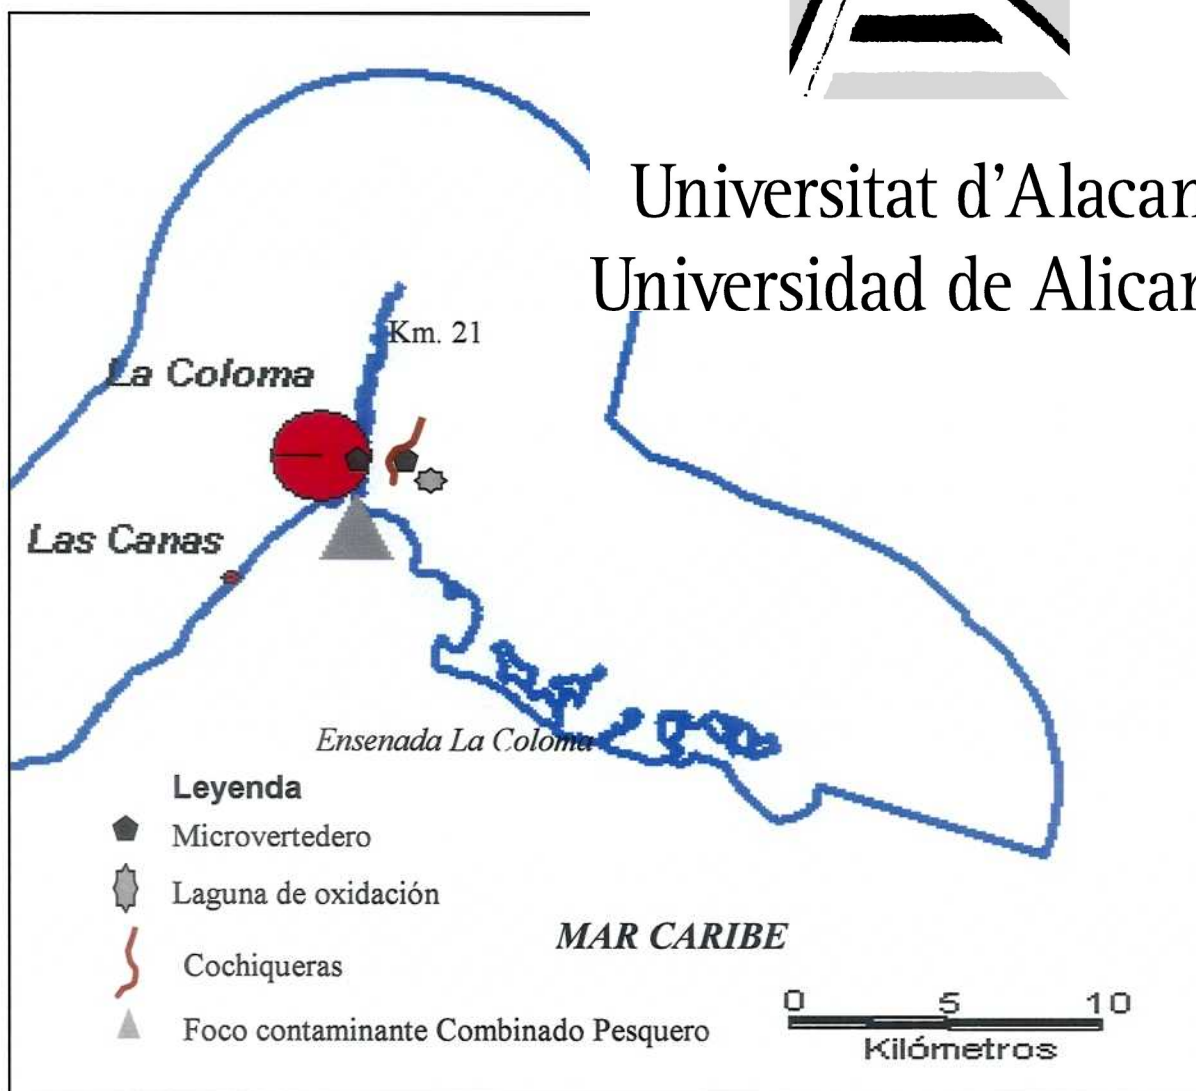 Universitat d'Alacan
Universidad de Alican
Km. 21
La Coloma
Las Canas
Ensenada La Coloma
Leyenda
Microvertedero
Laguna de oxidación
Cochiqueras
Foco contaminante Combinado Pesquero
MAR CARIBE
0 5 10
Kilómetros